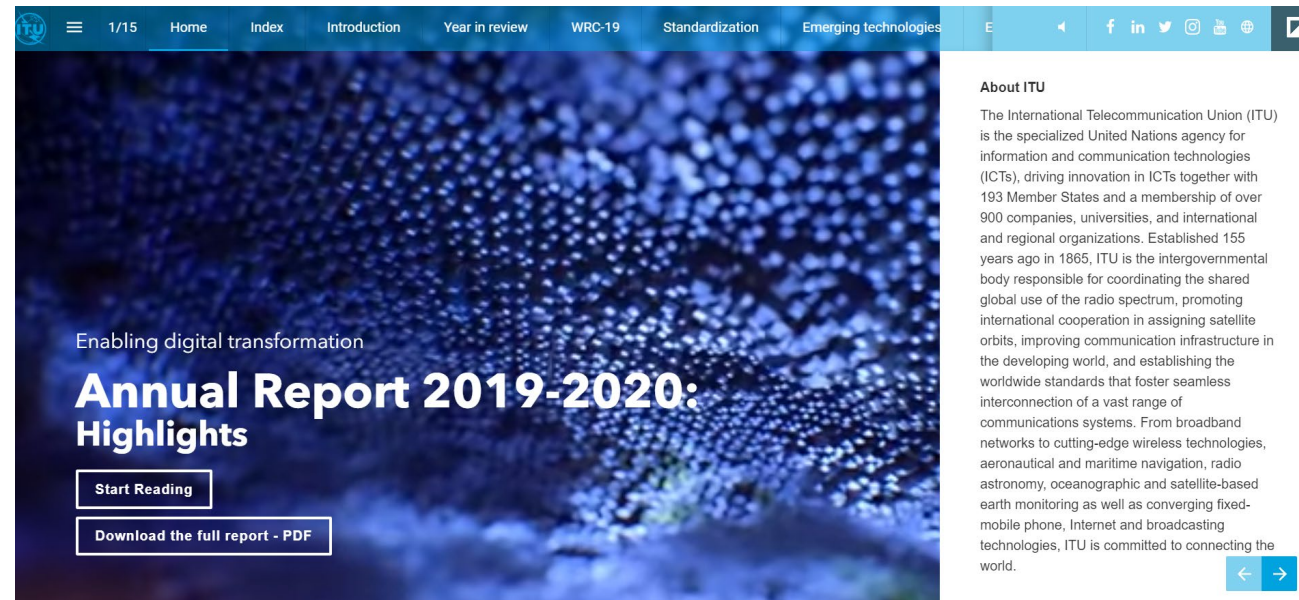 ITU
1/15
Home
Index
Introduction
Year in review
WRC-19
Standardization
Emerging technologies
E
About ITU
The International Telecommunication Union (ITU)
is the specialized United Nations agency for
information and communication technologies
(ICTs), driving innovation in ICTs together with
193 Member States and a membership of over
900 companies, universities, and international
and regional organizations. Established 155
years ago in 1865, ITU is the intergovernmental
body responsible for coordinating the shared
global use of the radio spectrum, promoting
international cooperation in assigning satellite
orbits, improving communication infrastructure in
the developing world, and establishing the
worldwide standards that foster seamless
interconnection of a vast range of
communications systems. From broadband
networks to cutting-edge wireless technologies,
aeronautical and maritime navigation, radio
astronomy, oceanographic and satellite-based
earth monitoring as well as converging fixed-
mobile phone, Internet and broadcasting
technologies, ITU is committed to connecting the
world.
Enabling digital transformation
Annual Report 2019-2020:
Highlights
Start Reading
Download the full report - PDF